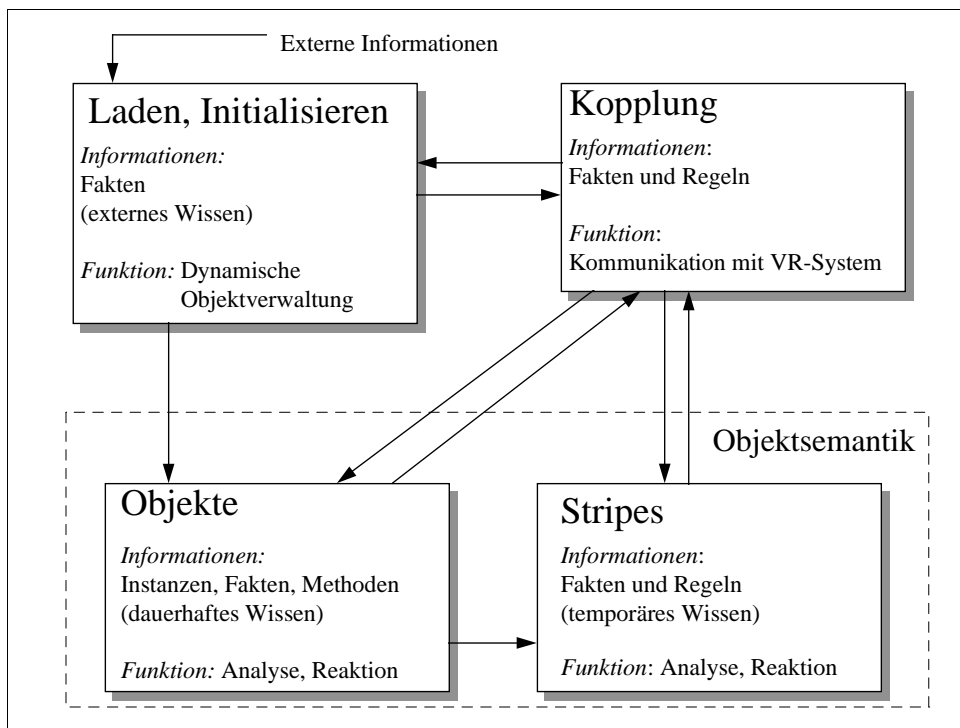 Externe Informationen
Laden, Initialisieren
Informationen:
Fakten
(externes Wissen)
Funktion: Dynamische
Objektverwaltung
Kopplung
Informationen:
Fakten und Regeln
Funktion:
Kommunikation mit VR-System
Objektsemantik
Objekte
Informationen:
Instanzen, Fakten, Methoden
(dauerhaftes Wissen)
Funktion: Analyse, Reaktion
Stripes
Informationen:
Fakten und Regeln
(temporäres Wissen)
Funktion: Analyse, Reaktion